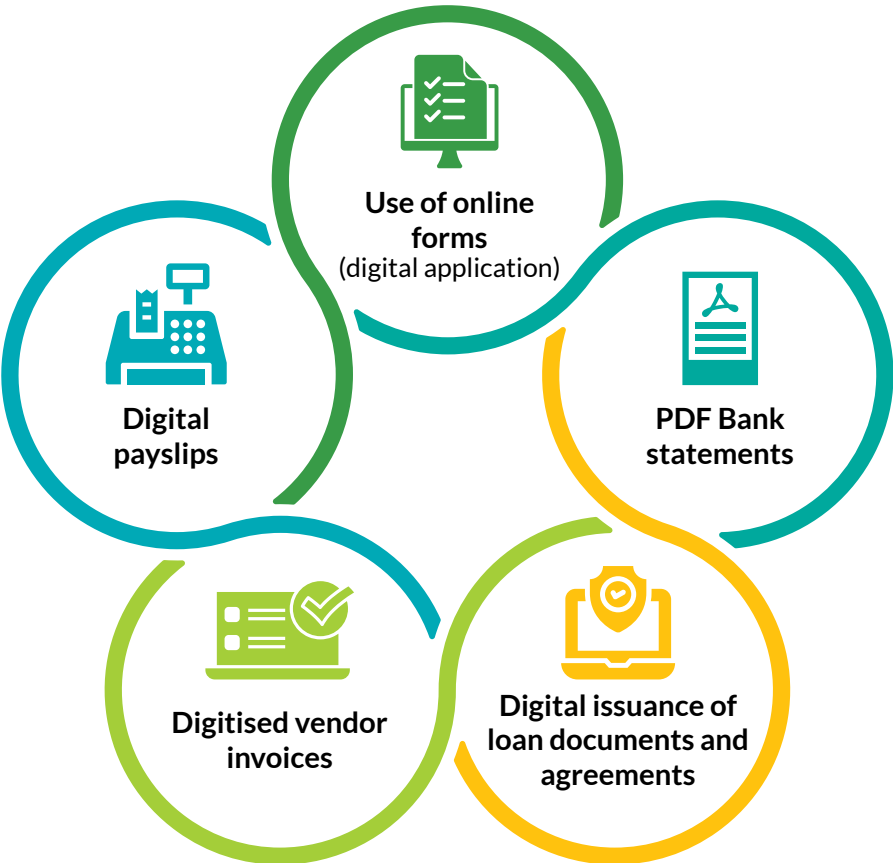 Use of online
forms
(digital application)
PDF Bank
statements
Digital issuance of
loan documents and
agreements
Digitised vendor
invoices
Digital
payslips